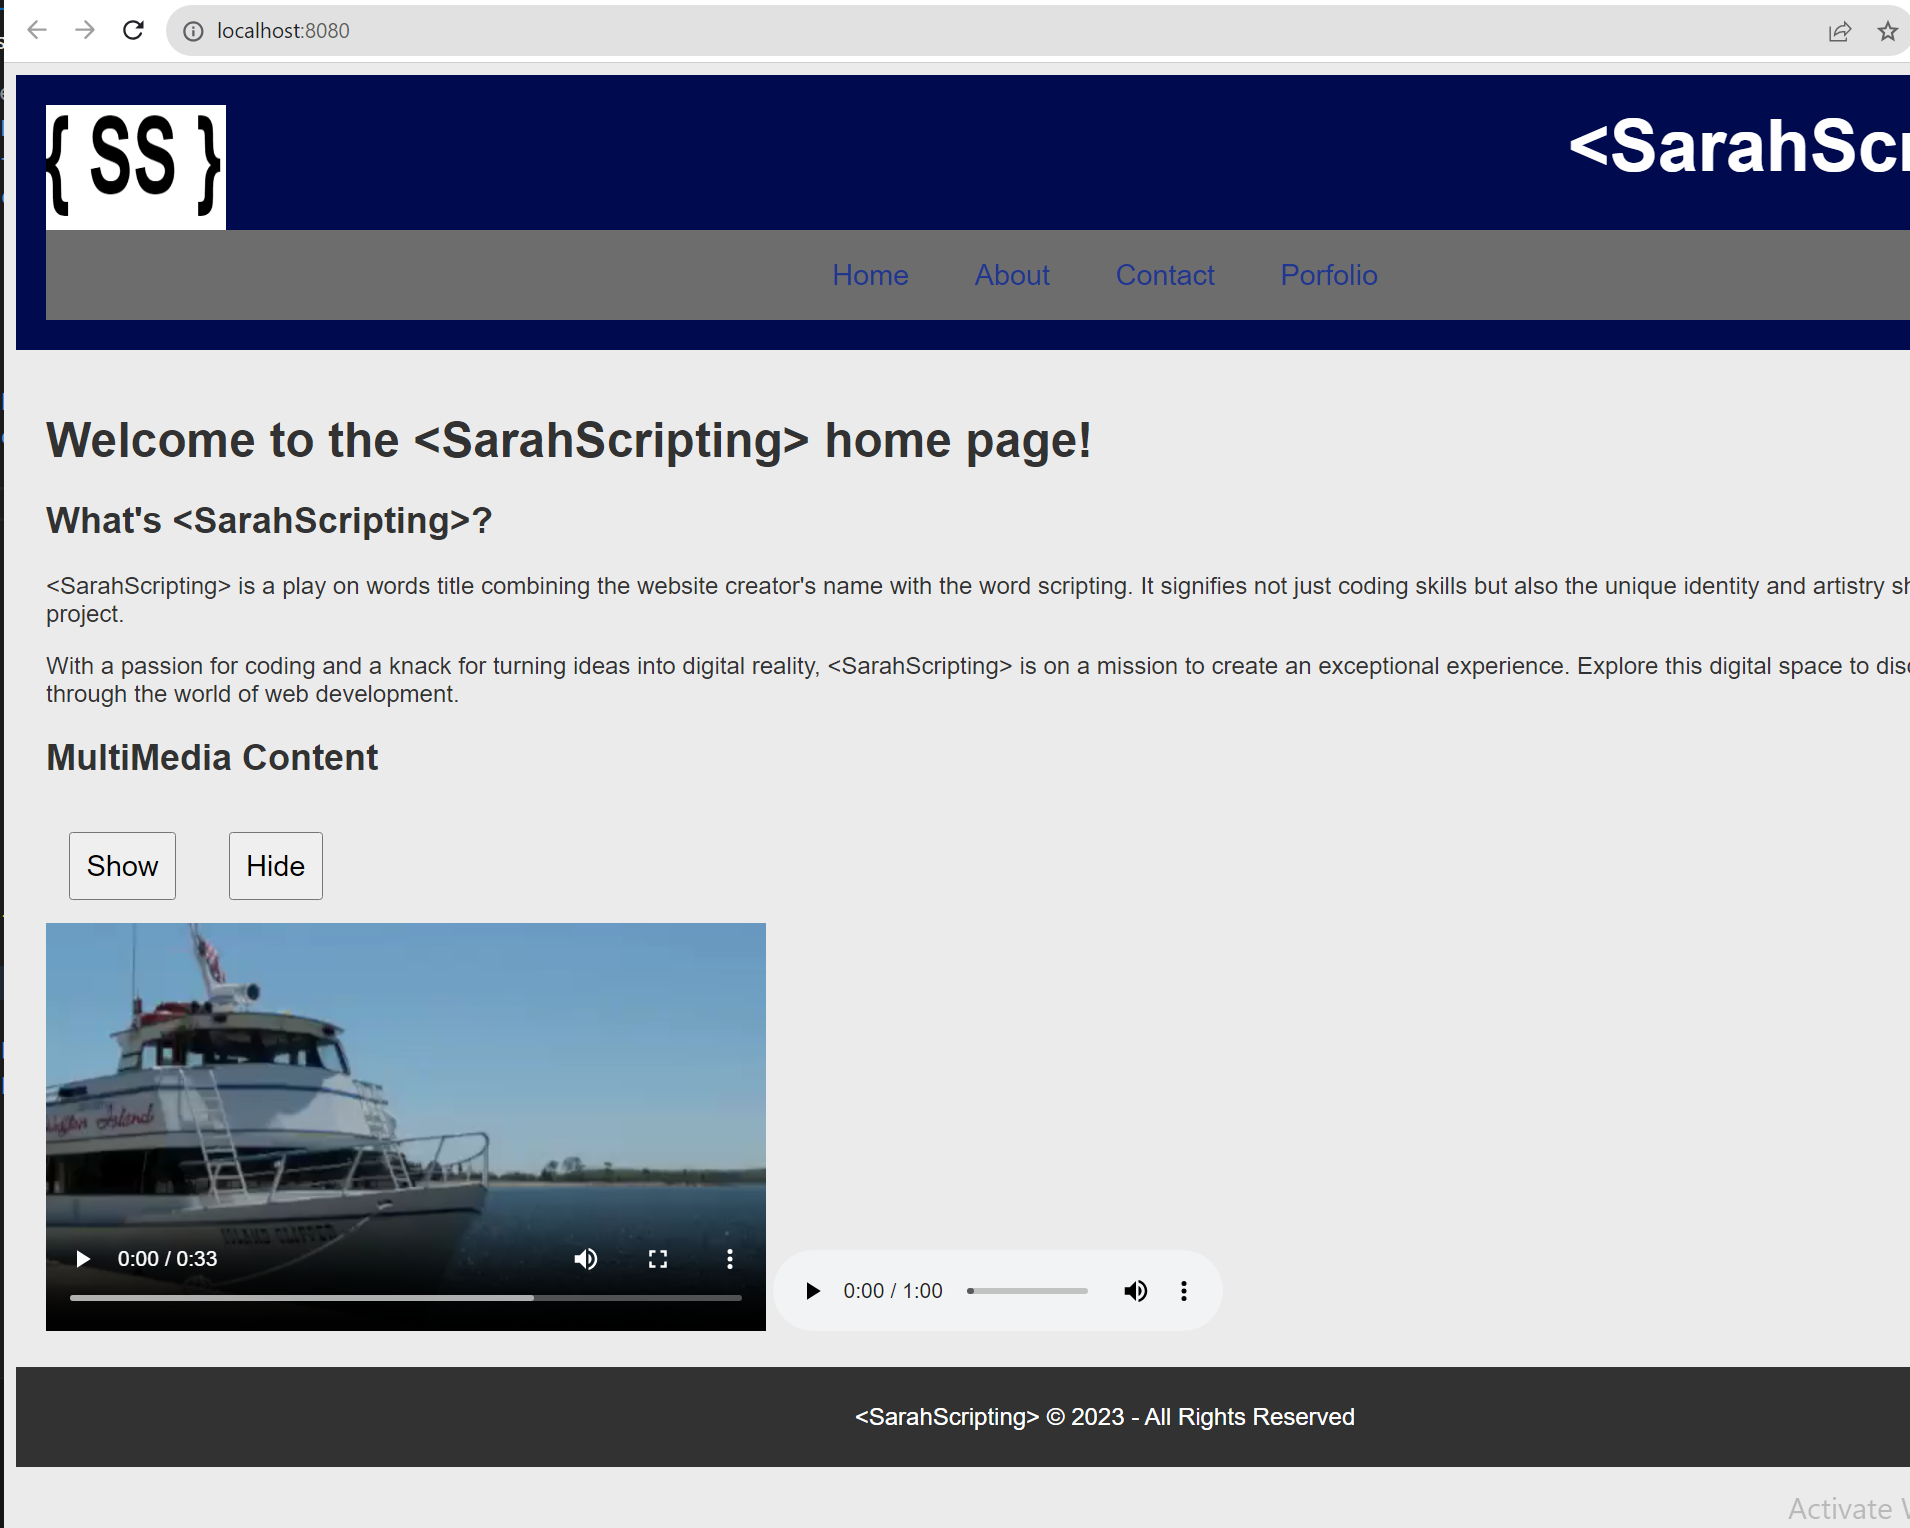 localhost:8080
{ SS }
<SarahScr
Home About Contact Porfolio
Welcome to the <SarahScripting> home page!
What's <SarahScripting>?
<SarahScripting> is a play on words title combining the website creator's name with the word scripting. It signifies not just coding skills but also the unique identity and artistry sh
project.
With a passion for coding and a knack for turning ideas into digital reality, <SarahScripting> is on a mission to create an exceptional experience. Explore this digital space to disc
through the world of web development.
MultiMedia Content
Show Hide
Island
ISLAND CLIPPER
0:00 / 0:33
0:00 / 1:00
<SarahScripting> © 2023 - All Rights Reserved
Activate